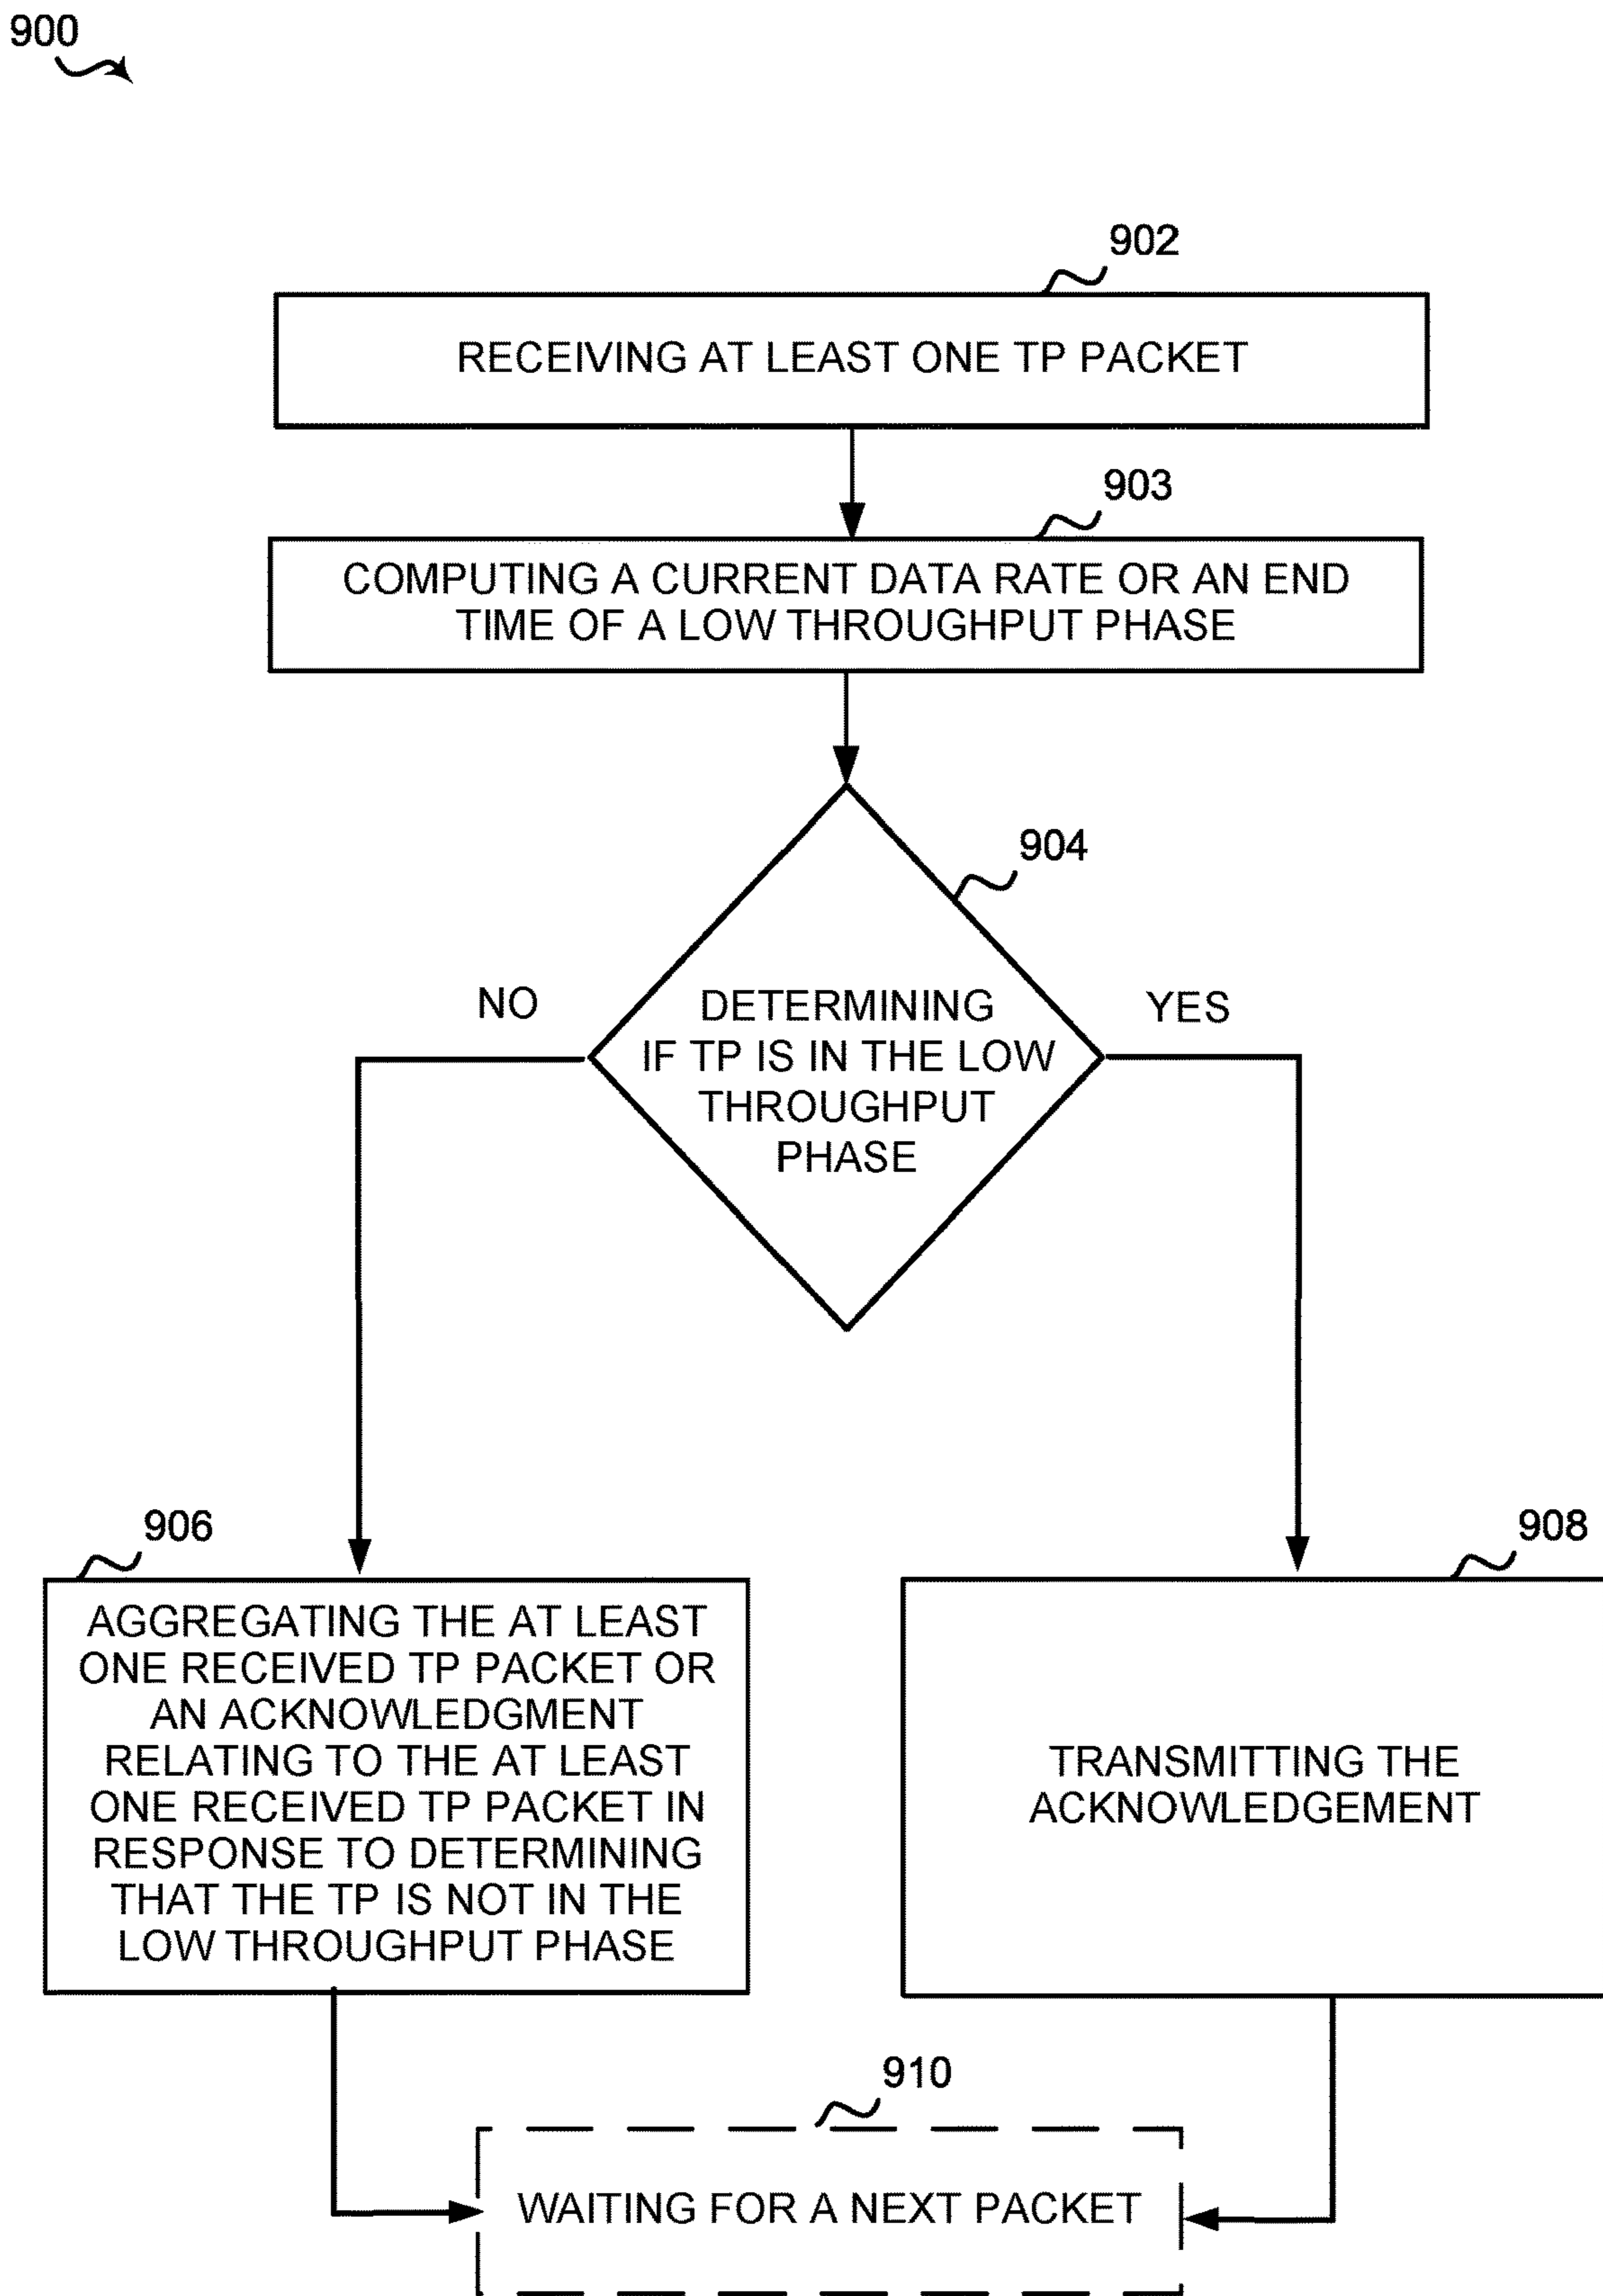 900
902
RECEIVING AT LEAST ONE TP PACKET
903
COMPUTING A CURRENT DATA RATE OR AN END
TIME OF A LOW THROUGHPUT PHASE
904
NO
YES
DETERMINING
IF TP IS IN THE LOW
THROUGHPUT
PHASE
906
AGGREGATING THE AT LEAST
ONE RECEIVED TP PACKET OR
AN ACKNOWLEDGMENT
RELATING TO THE AT LEAST
ONE RECEIVED TP PACKET IN
RESPONSE TO DETERMINING
THAT THE TP IS NOT IN THE
LOW THROUGHPUT PHASE
908
TRANSMITTING THE
ACKNOWLEDGEMENT
910
WAITING FOR A NEXT PACKET